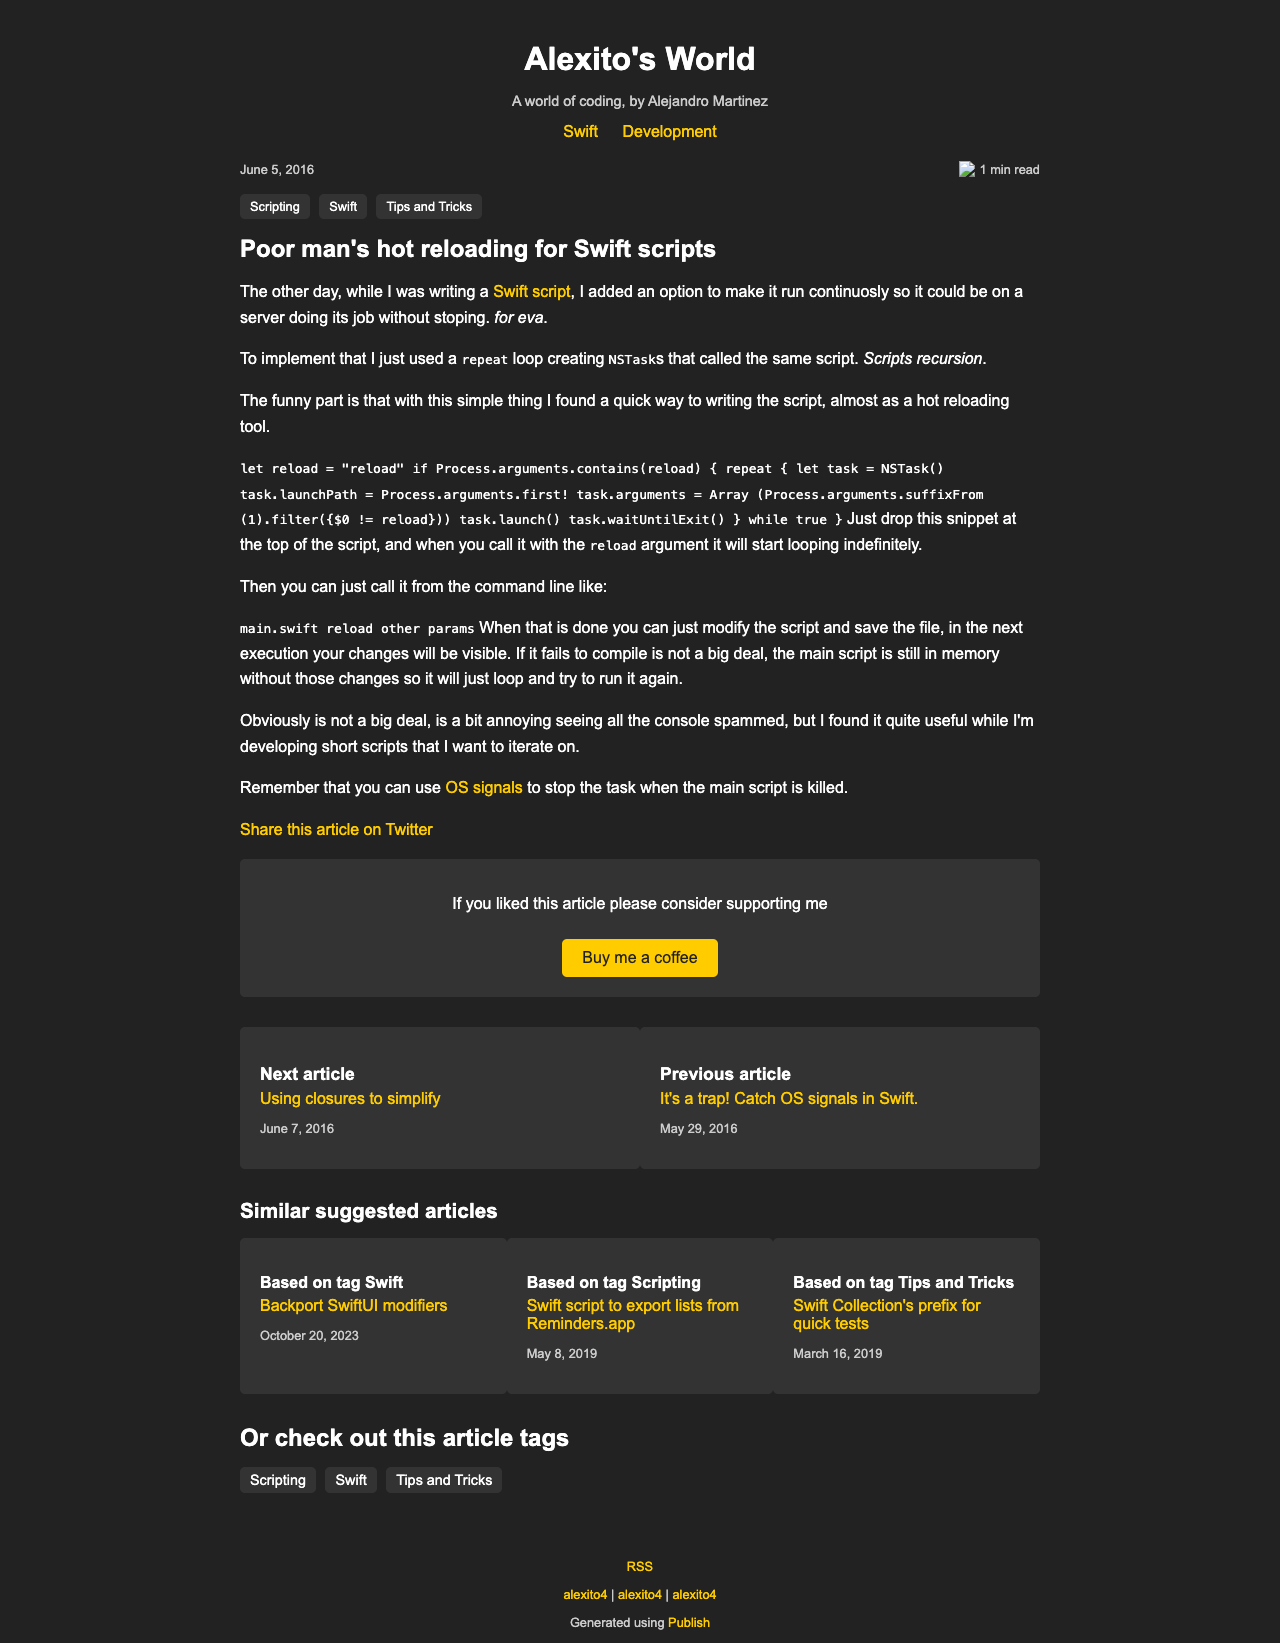 Alexito's World
A world of coding, by Alejandro Martinez
Swift Development
June 5, 2016 1 min read
Scripting Swift Tips and Tricks
Poor man's hot reloading for Swift scripts
The other day, while I was writing a Swift script, I added an option to make it run continuosly so it could be on a
server doing its job without stoping. for eva.
To implement that I just used a repeat loop creating NSTasks that called the same script. Scripts recursion.
The funny part is that with this simple thing I found a quick way to writing the script, almost as a hot reloading
tool.
let reload = "reload" if Process.arguments.contains(reload) { repeat { let task = NSTask()
task.launchPath = Process.arguments.first! task.arguments = Array (Process.arguments.suffixFrom
(1).filter({$0 != reload})) task.launch() task.waitUntilExit() } while true } Just drop this snippet at
the top of the script, and when you call it with the reload argument it will start looping indefinitely.
Then you can just call it from the command line like:
main.swift reload other params When that is done you can just modify the script and save the file, in the next
execution your changes will be visible. If it fails to compile is not a big deal, the main script is still in memory
without those changes so it will just loop and try to run it again.
Obviously is not a big deal, is a bit annoying seeing all the console spammed, but I found it quite useful while I'm
developing short scripts that I want to iterate on.
Remember that you can use OS signals to stop the task when the main script is killed.
Share this article on Twitter
If you liked this article please consider supporting me
Buy me a coffee
Next article
Using closures to simplify
June 7, 2016
Previous article
It's a trap! Catch OS signals in Swift.
May 29, 2016
Similar suggested articles
Based on tag Swift
Backport SwiftUI modifiers
October 20, 2023
Based on tag Scripting
Swift script to export lists from
Reminders.app
May 8, 2019
Based on tag Tips and Tricks
Swift Collection's prefix for
quick tests
March 16, 2019
Or check out this article tags
Scripting Swift Tips and Tricks
RSS
alexito4 | alexito4 | alexito4
Generated using Publish